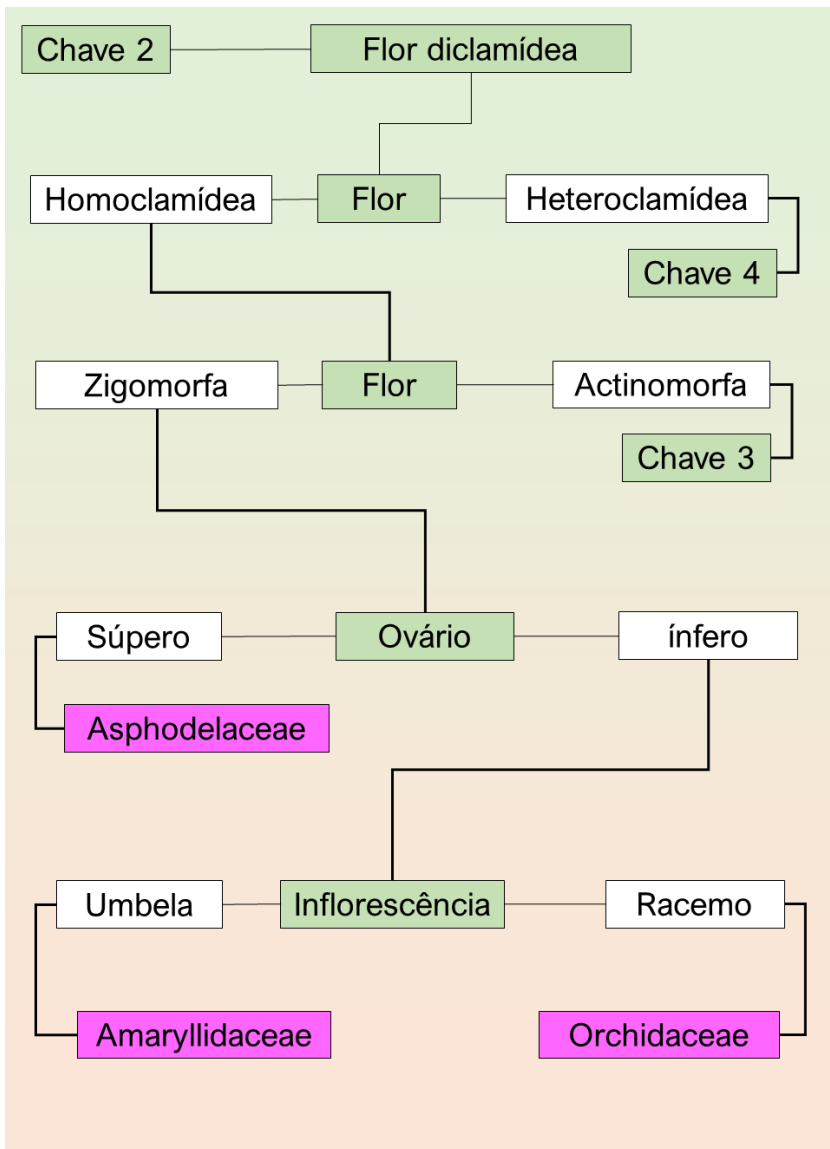 Chave 2
Flor diclamídea
Homoclamídea
Flor
Heteroclamídea
Chave 4
Zigomorfa
Flor
Actinomorfa
Chave 3
Súpero
Ovário
ínfero
Asphodelaceae
Umbela
Inflorescência
Racemo
Amaryllidaceae
Orchidaceae